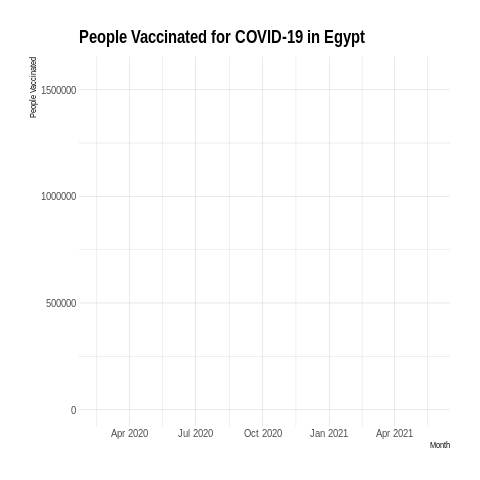 People Vaccinated for COVID-19 in Egypt
People Vaccinated
1500000
1000000
500000
0
Apr 2020 Jul 2020 Oct 2020 Jan 2021 Apr 2021
Month